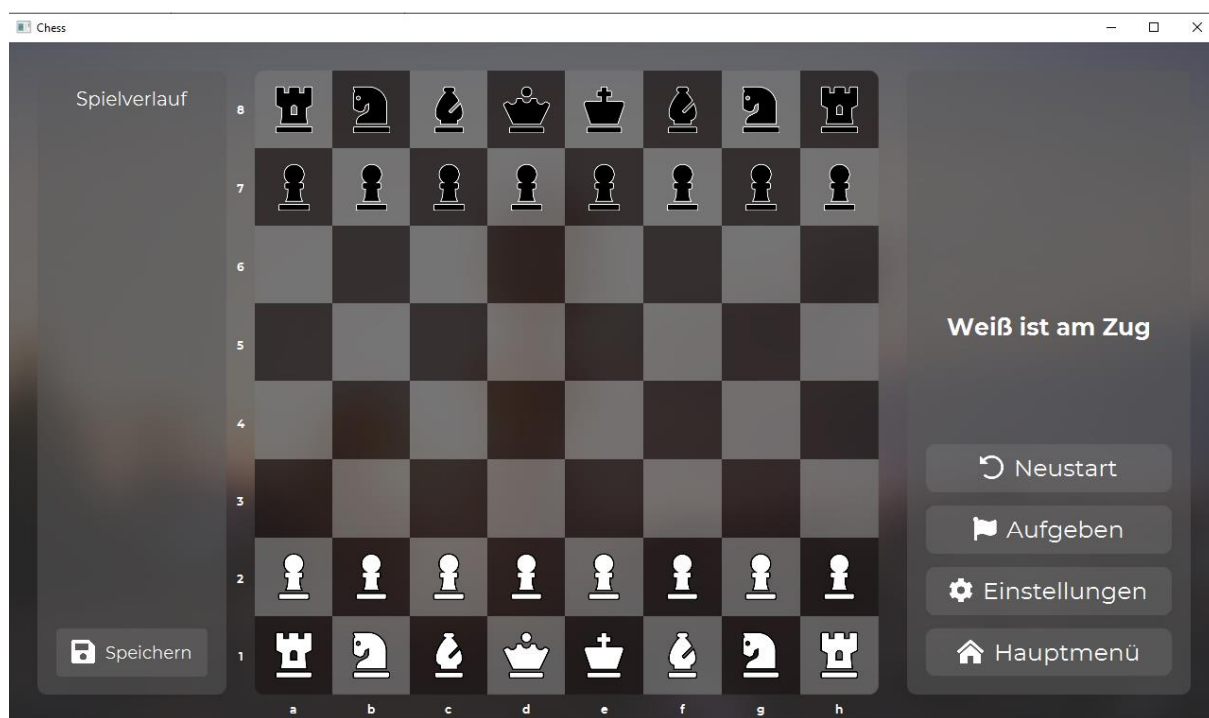 Chess
Spielverlauf
8
7
6
5
4
3
2
1
a b c d e f g h
Speichern
Weiß ist am Zug
Neustart
Aufgeben
Einstellungen
Hauptmenü